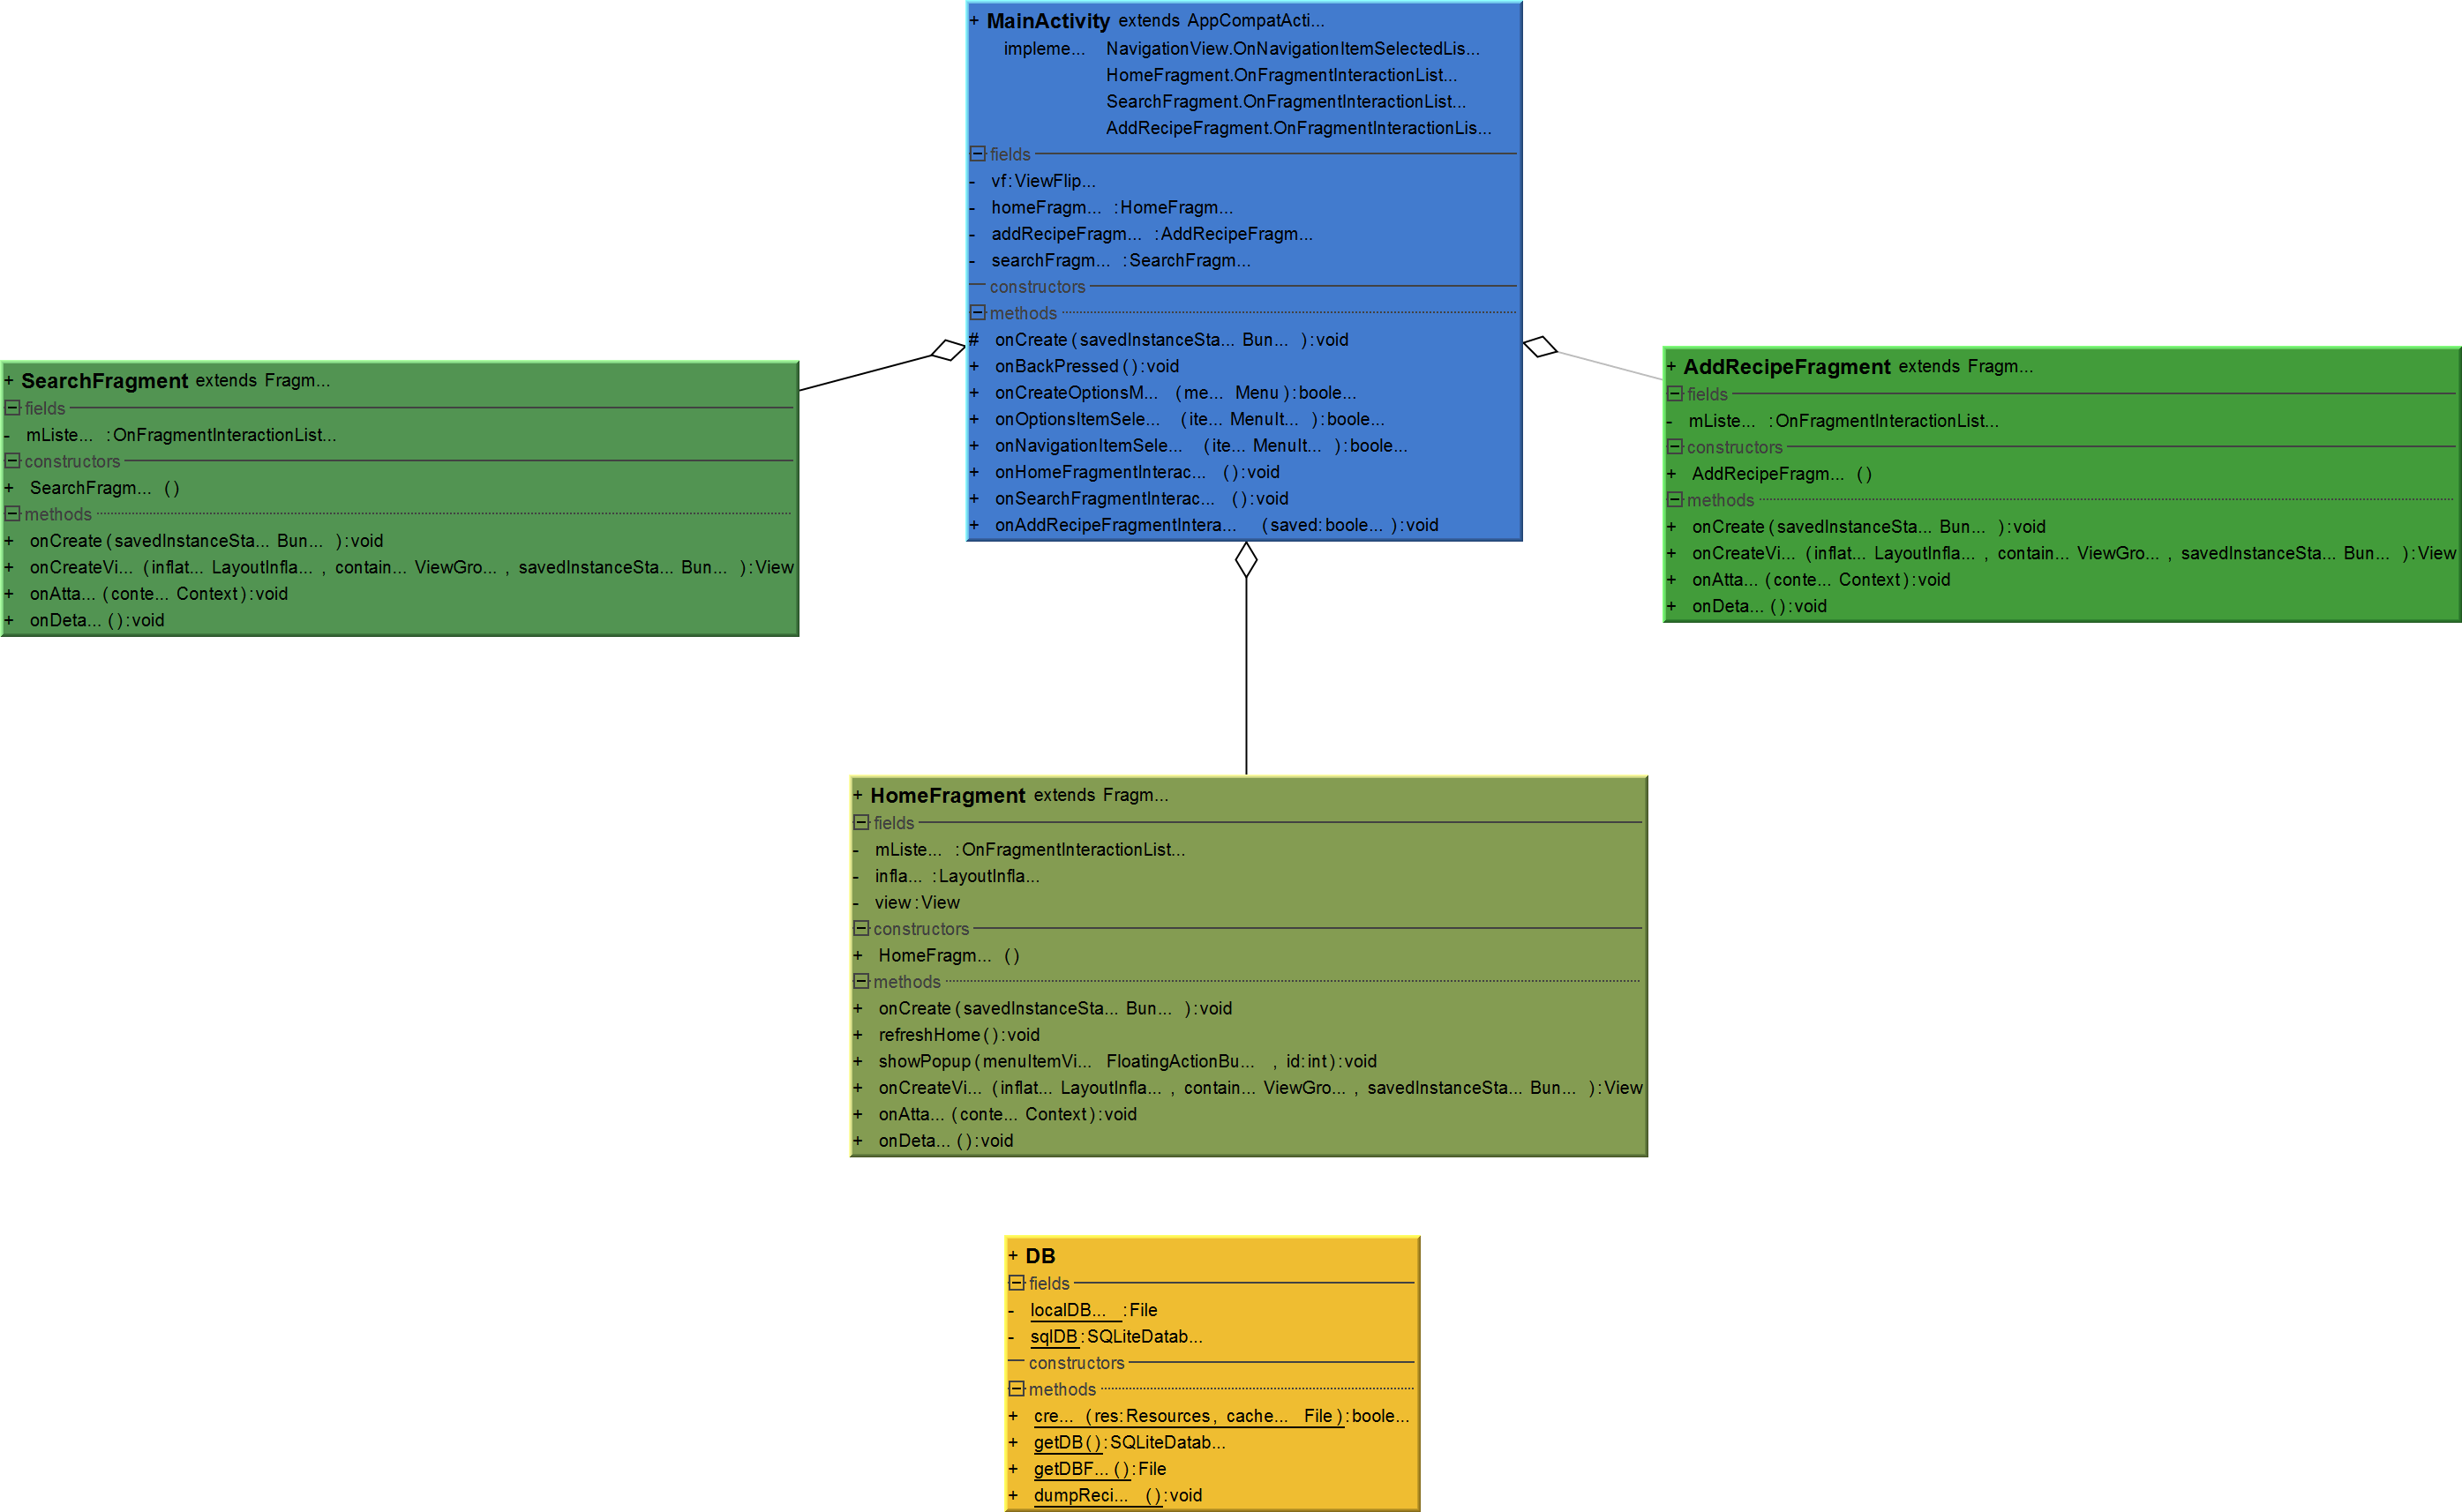 + MainActivity extends AppCompatActi...
impleme... NavigationView.OnNavigationItemSelectedLis...
HomeFragment.OnFragmentInteractionList...
SearchFragment.OnFragmentInteractionList...
AddRecipeFragment.OnFragmentInteractionLis...
fields
- vf:ViewFlip...
- homeFragm... :HomeFragm...
- addRecipeFragm... :AddRecipeFragm...
- searchFragm... :SearchFragm...
constructors
methods
# onCreate(savedInstanceSta... Bun... ):void
+ onBackPressed():void
+ onCreateOptionsM... (me... Menu):boole...
+ onOptionsItemSele... (ite... MenuIt... ):boole...
+ onNavigationItemSele... (ite... MenuIt... ):boole...
+ onHomeFragmentInterac... ():void
+ onSearchFragmentInterac... ():void
+ onAddRecipeFragmentIntera... (saved:boole... ):void
+ SearchFragment extends Fragm...
fields
- mListe... :OnFragmentInteractionList...
constructors
+ SearchFragm... ()
methods
+ onCreate(savedInstanceSta... Bun... ):void
+ onCreateVi... (inflat... LayoutInfla... , contain... ViewGro... , savedInstanceSta... Bun... ):View
+ onAtta... (conte... Context):void
+ onDeta... ():void
+ AddRecipeFragment extends Fragm...
fields
- mListe... :OnFragmentInteractionList...
constructors
+ AddRecipeFragm... ()
methods
+ onCreate(savedInstanceSta... Bun... ):void
+ onCreateVi... (inflat... LayoutInfla... , contain... ViewGro... , savedInstanceSta... Bun... ):View
+ onAtta... (conte... Context):void
+ onDeta... ():void
+ HomeFragment extends Fragm...
fields
- mListe... :OnFragmentInteractionList...
- infla... :LayoutInfla...
- view:View
constructors
+ HomeFragm... ()
methods
+ onCreate(savedInstanceSta... Bun... ):void
+ refreshHome():void
+ showPopup(menuItemVi... FloatingActionBu... , id:int):void
+ onCreateVi... (inflat... LayoutInfla... , contain... ViewGro... , savedInstanceSta... Bun... ):View
+ onAtta... (conte... Context):void
+ onDeta... ():void
+ DB
fields
- localDB... :File
- sqlDB:SQLiteDatab...
constructors
methods
+ cre... (res:Resources, cache... File):boole...
+ getDB():SQLiteDatab...
+ getDBF... ():File
+ dumpReci... ():void